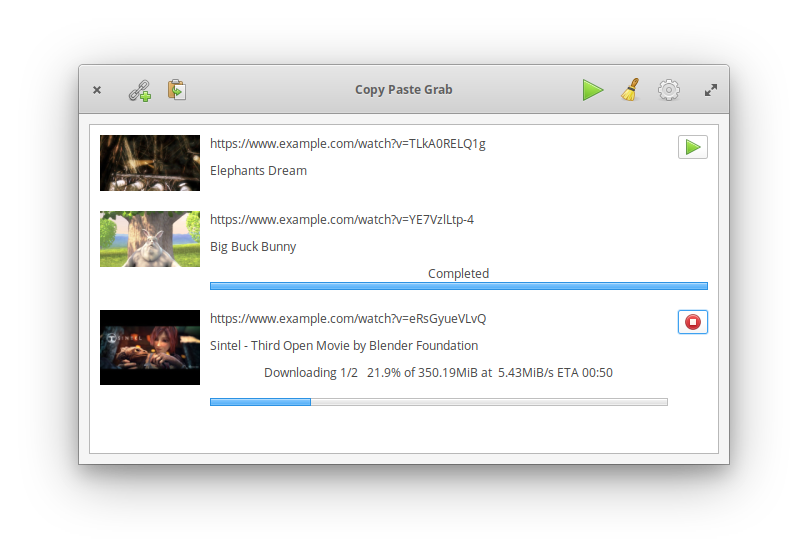 Copy Paste Grab
https://www.example.com/watch?v=TLkA0RELQ1g
Elephants Dream
https://www.example.com/watch?v=YE7VzlLtp-4
Big Buck Bunny
Completed
https://www.example.com/watch?v=eRsGyueVLvQ
SINTEL
Sintel - Third Open Movie by Blender Foundation
Downloading 1/2 21.9% of 350.19MiB at 5.43MiB/s ETA 00:50